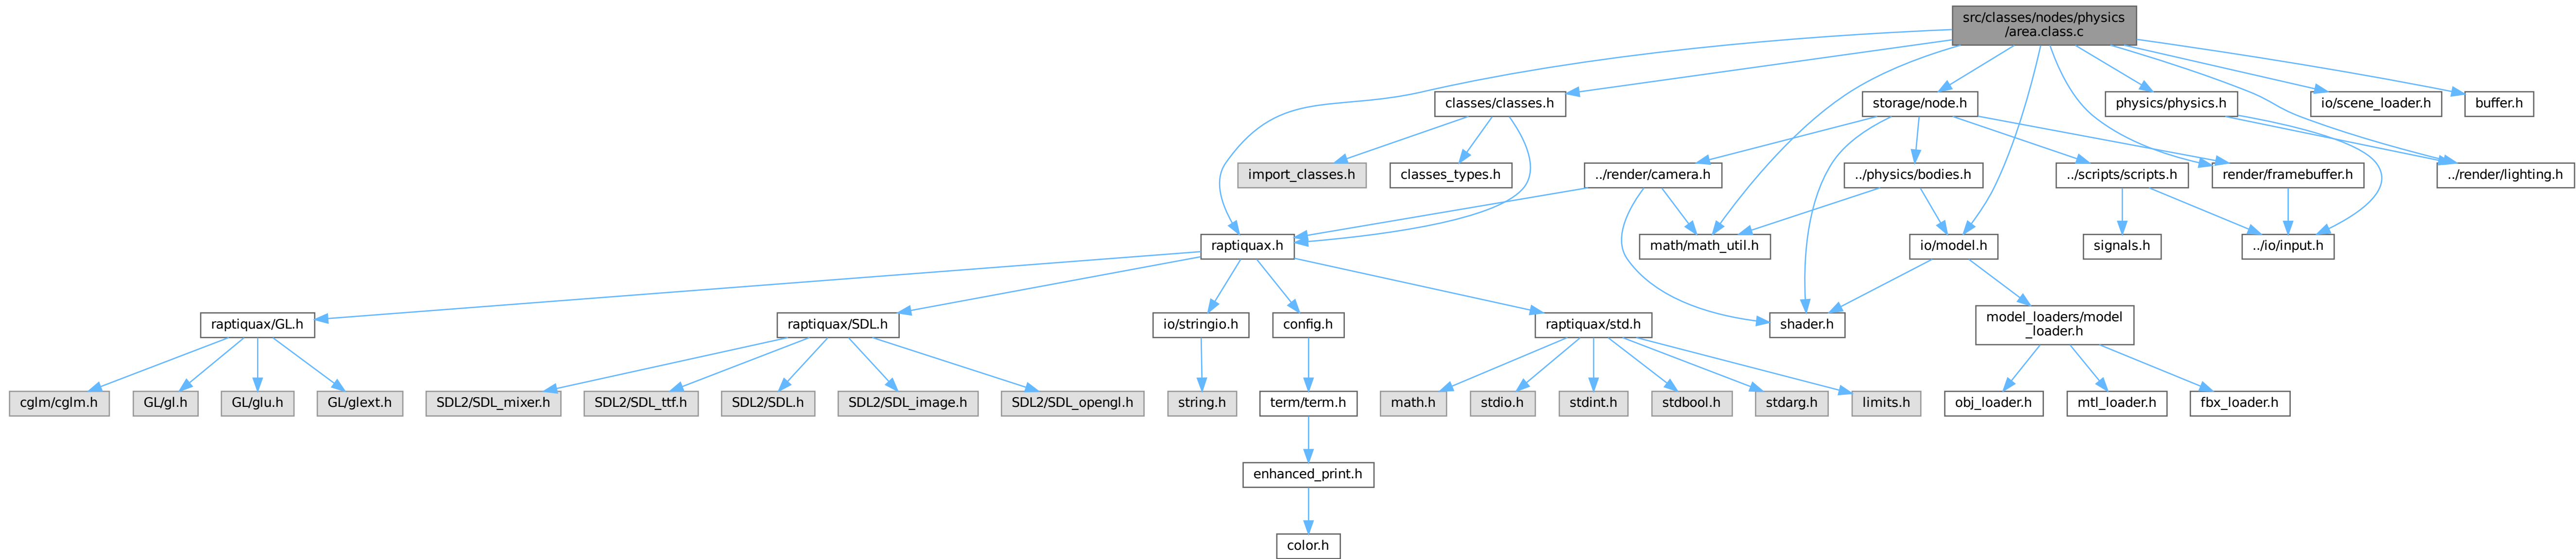 src/classes/nodes/physics
/area.class.c
classes/classes.h
storage/node.h
physics/physics.h
io/scene_loader.h
buffer.h
import_classes.h
classes_types.h
../render/camera.h
../physics/bodies.h
../scripts/scripts.h
render/framebuffer.h
../render/lighting.h
raptiquax.h
math/math_util.h
io/model.h
signals.h
../io/input.h
raptiquax/GL.h
raptiquax/SDL.h
io/stringio.h
config.h
raptiquax/std.h
shader.h
model_loaders/model
_loader.h
cglm/cglm.h
GL/gl.h
GL/glu.h
GL/glext.h
SDL2/SDL_mixer.h
SDL2/SDL_ttf.h
SDL2/SDL.h
SDL2/SDL_image.h
SDL2/SDL_opengl.h
string.h
term/term.h
math.h
stdio.h
stdint.h
stdbool.h
stdarg.h
limits.h
obj_loader.h
mtl_loader.h
fbx_loader.h
enhanced_print.h
color.h